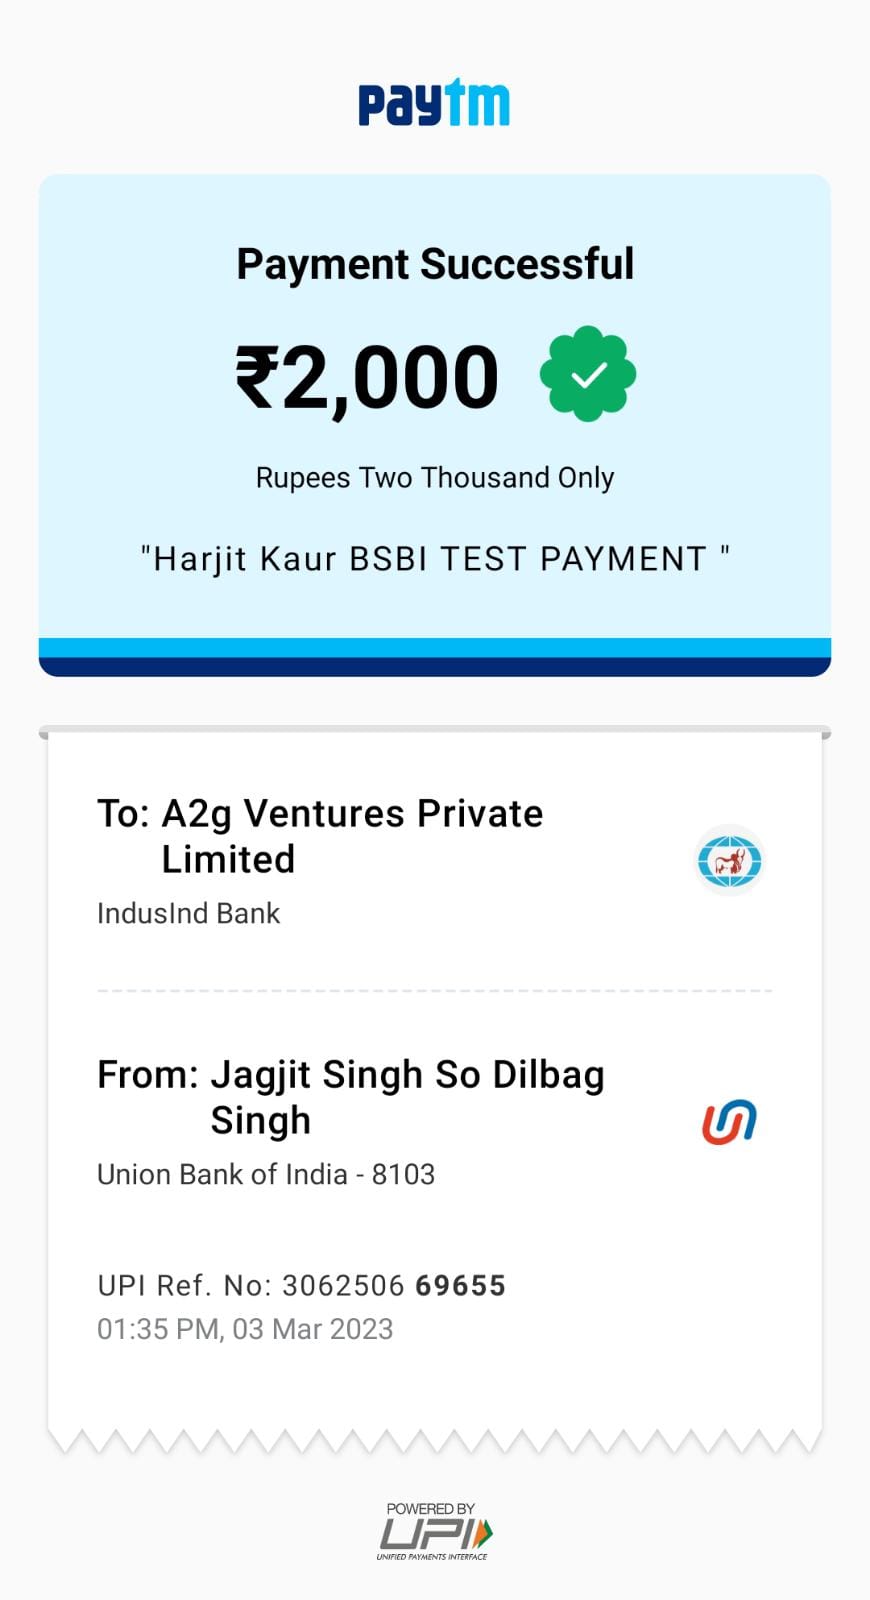 paytm
Payment Successful
₹2,000
Rupees Two Thousand Only
"Harjit Kaur BSBI TEST PAYMENT "
To: A2g Ventures Private
Limited
IndusInd Bank
From: Jagjit Singh So Dilbag
Singh
Union Bank of India - 8103
UPI Ref. No: 3062506 69655
01:35 PM, 03 Mar 2023
POWERED BY
UPI
UNIFIED PAYMENTS INTERFACE